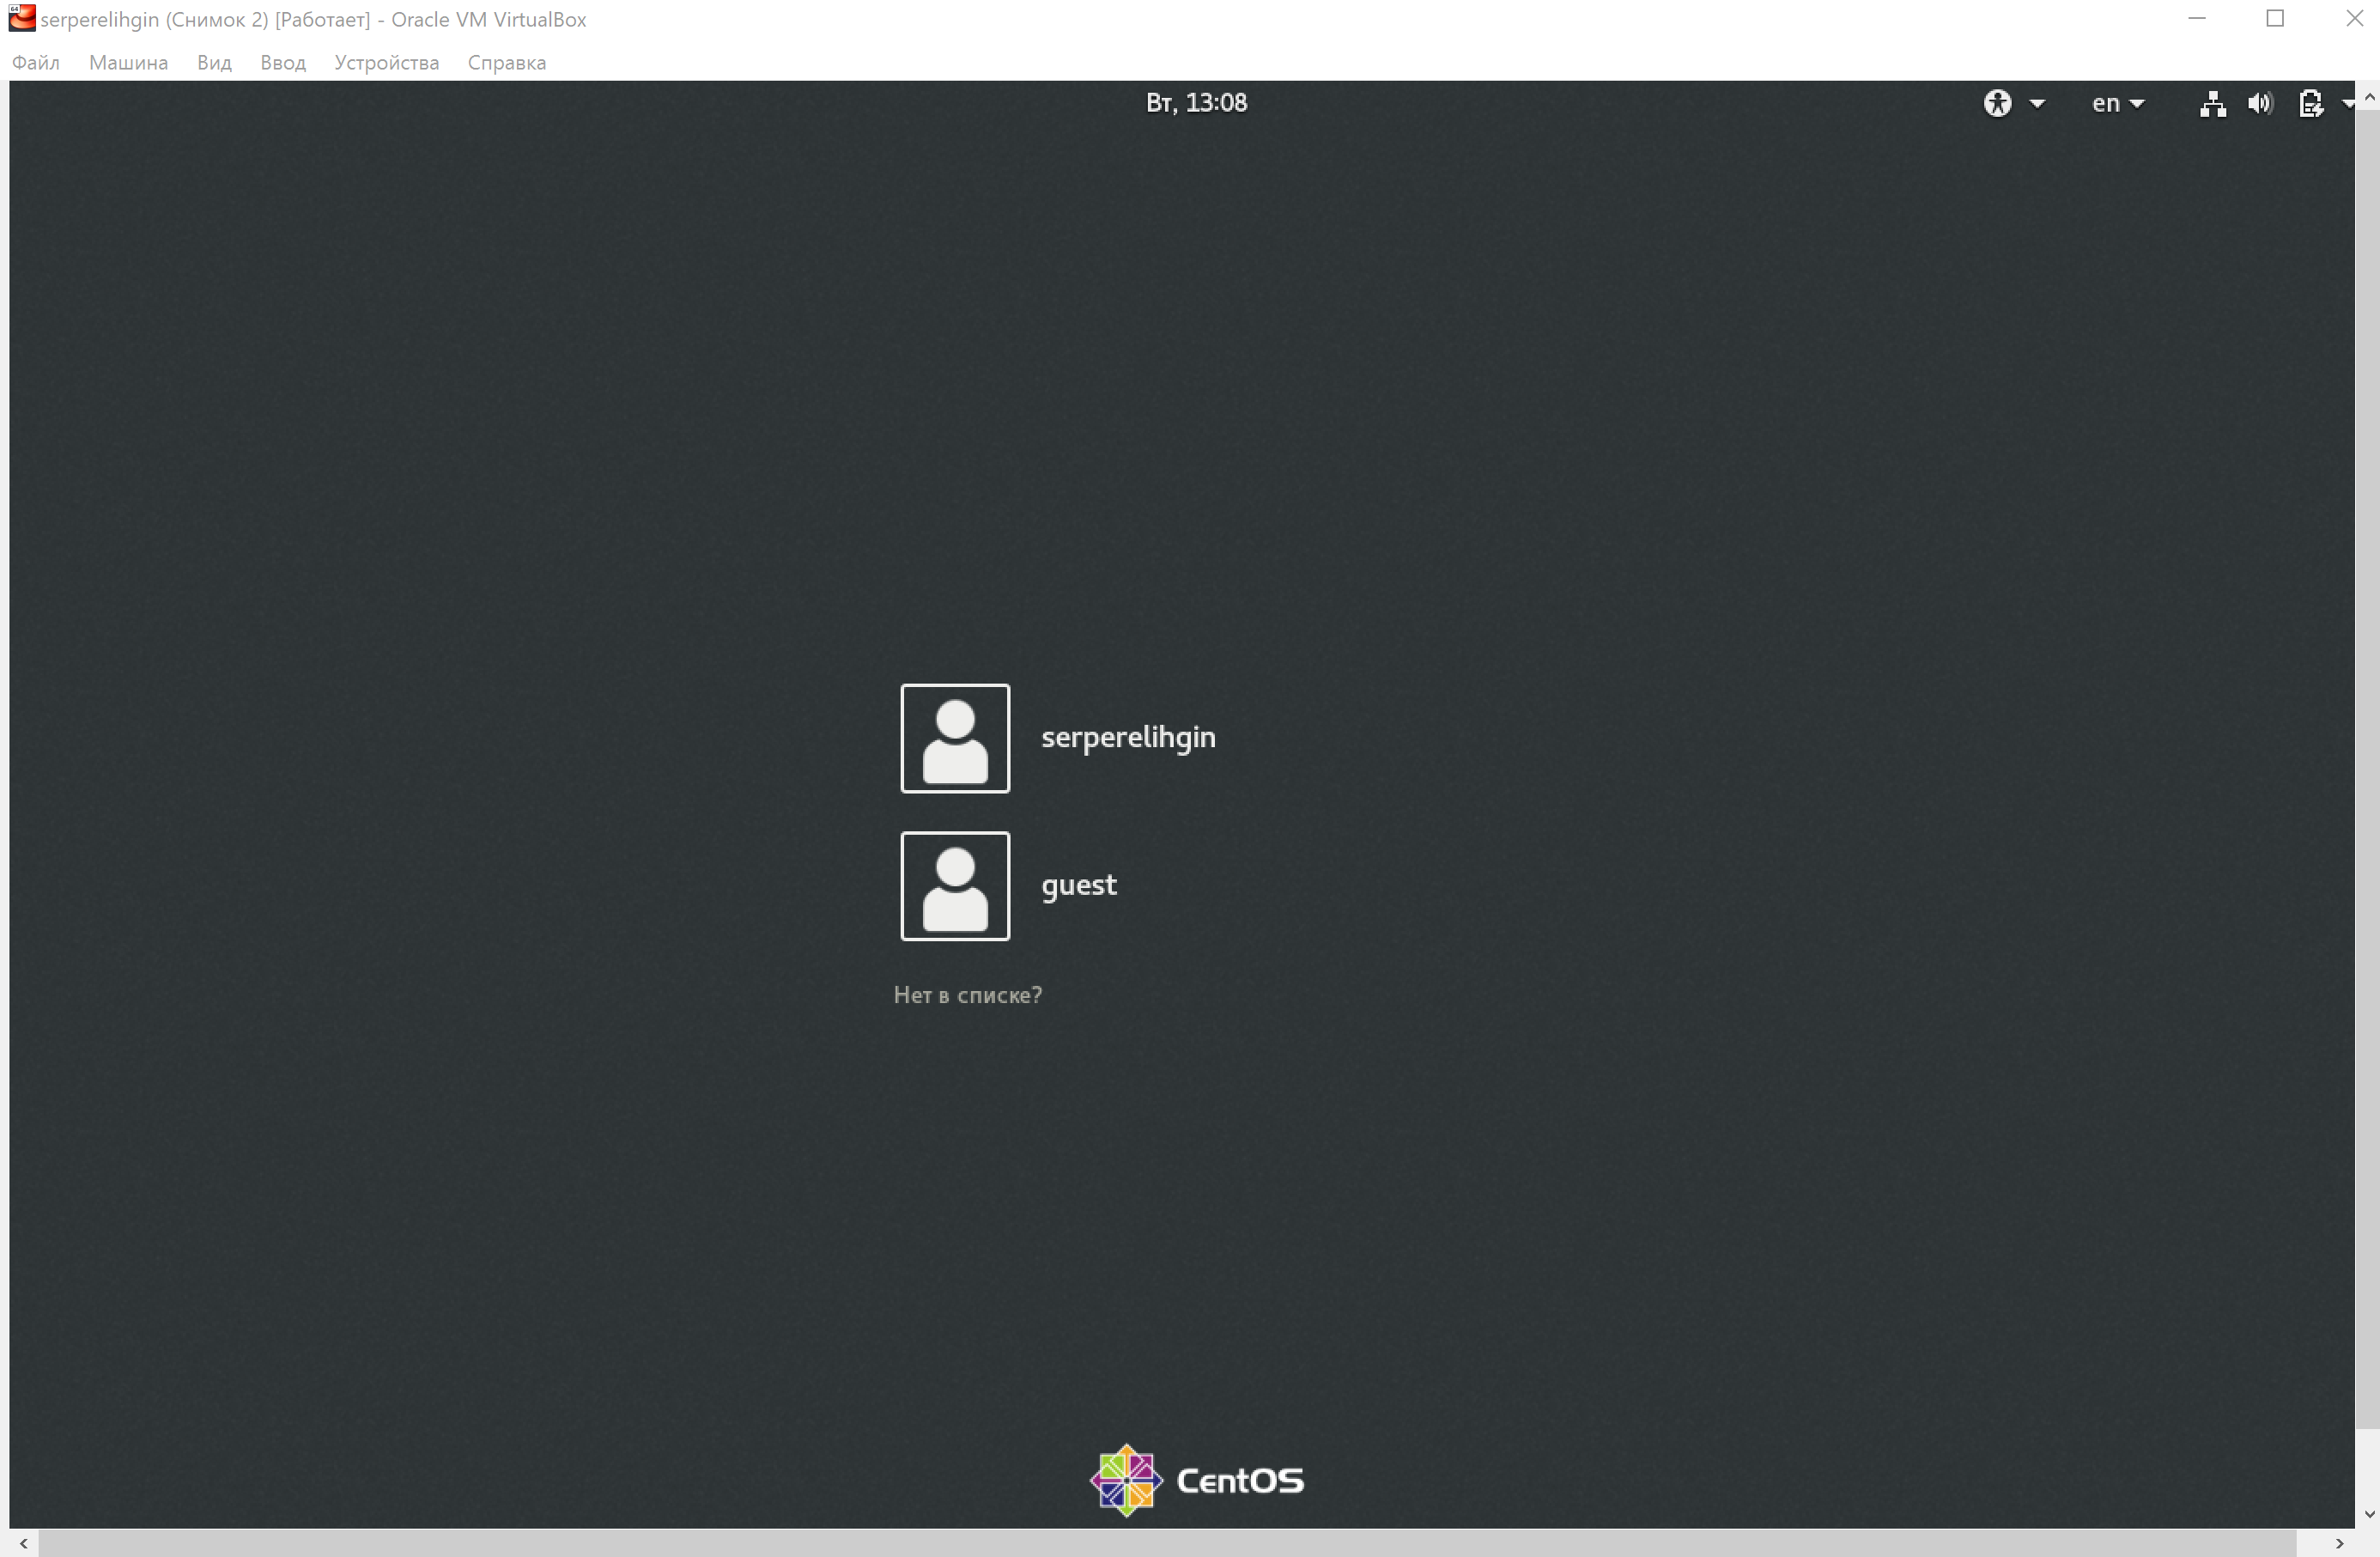 serperelihgin (Снимок 2) [Работает] - Oracle VM VirtualBox
Файл Машина Вид Ввод Устройства Справка
Вт, 13:08 en
serperelihgin
guest
Нет в списке?
CentOS